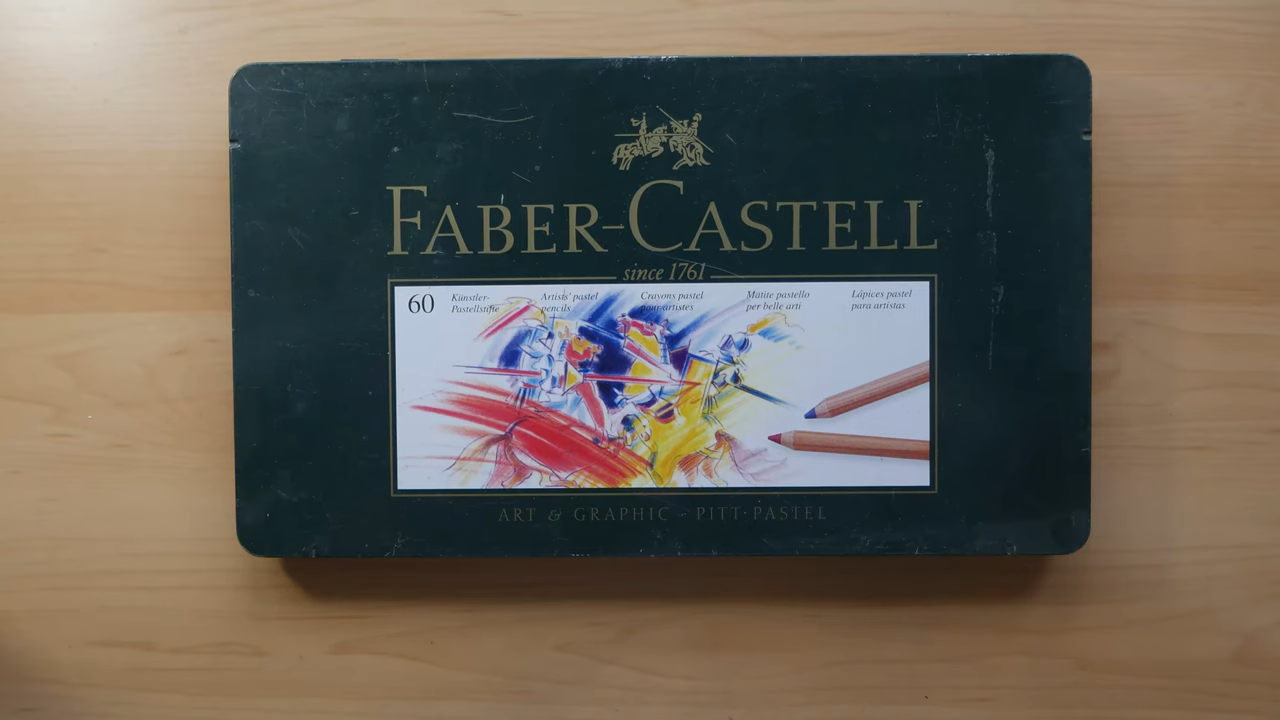 FABER-CASTELL
since 1761
60
Künstler-
Pastellstifte
Artists' pastel
pencils
Crayons pastel
pour artistes
Matite pastello
per belle arti
Lápices pastel
para artistas
ART & GRAPHIC - PITT·PASTEL